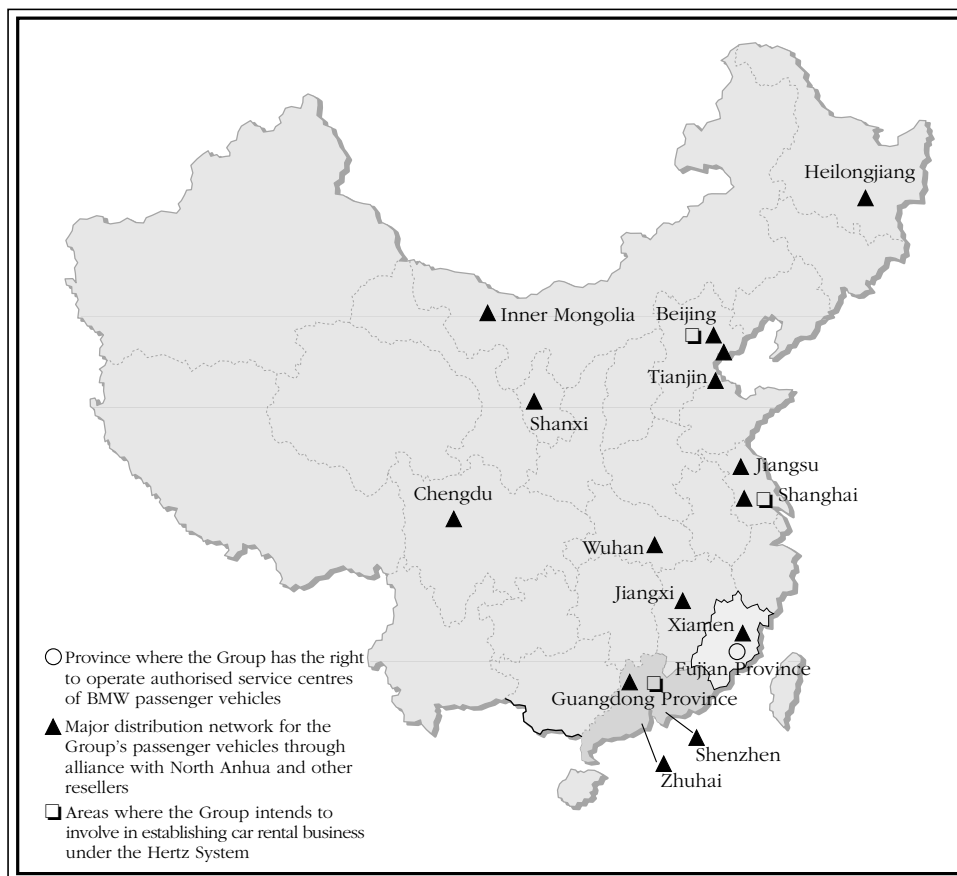 Heilongjiang
Inner Mongolia
Beijing
Tianjin
Shanxi
Jiangsu
Chengdu
Shanghai
Wuhan
Jiangxi
Xiamen
Fujian Province
Guangdong Province
Shenzhen
Zhuhai
Province where the Group has the right
to operate authorised service centres
of BMW passenger vehicles
Major distribution network for the
Group's passenger vehicles through
alliance with North Anhua and other
resellers
Areas where the Group intends to
involve in establishing car rental business
under the Hertz System